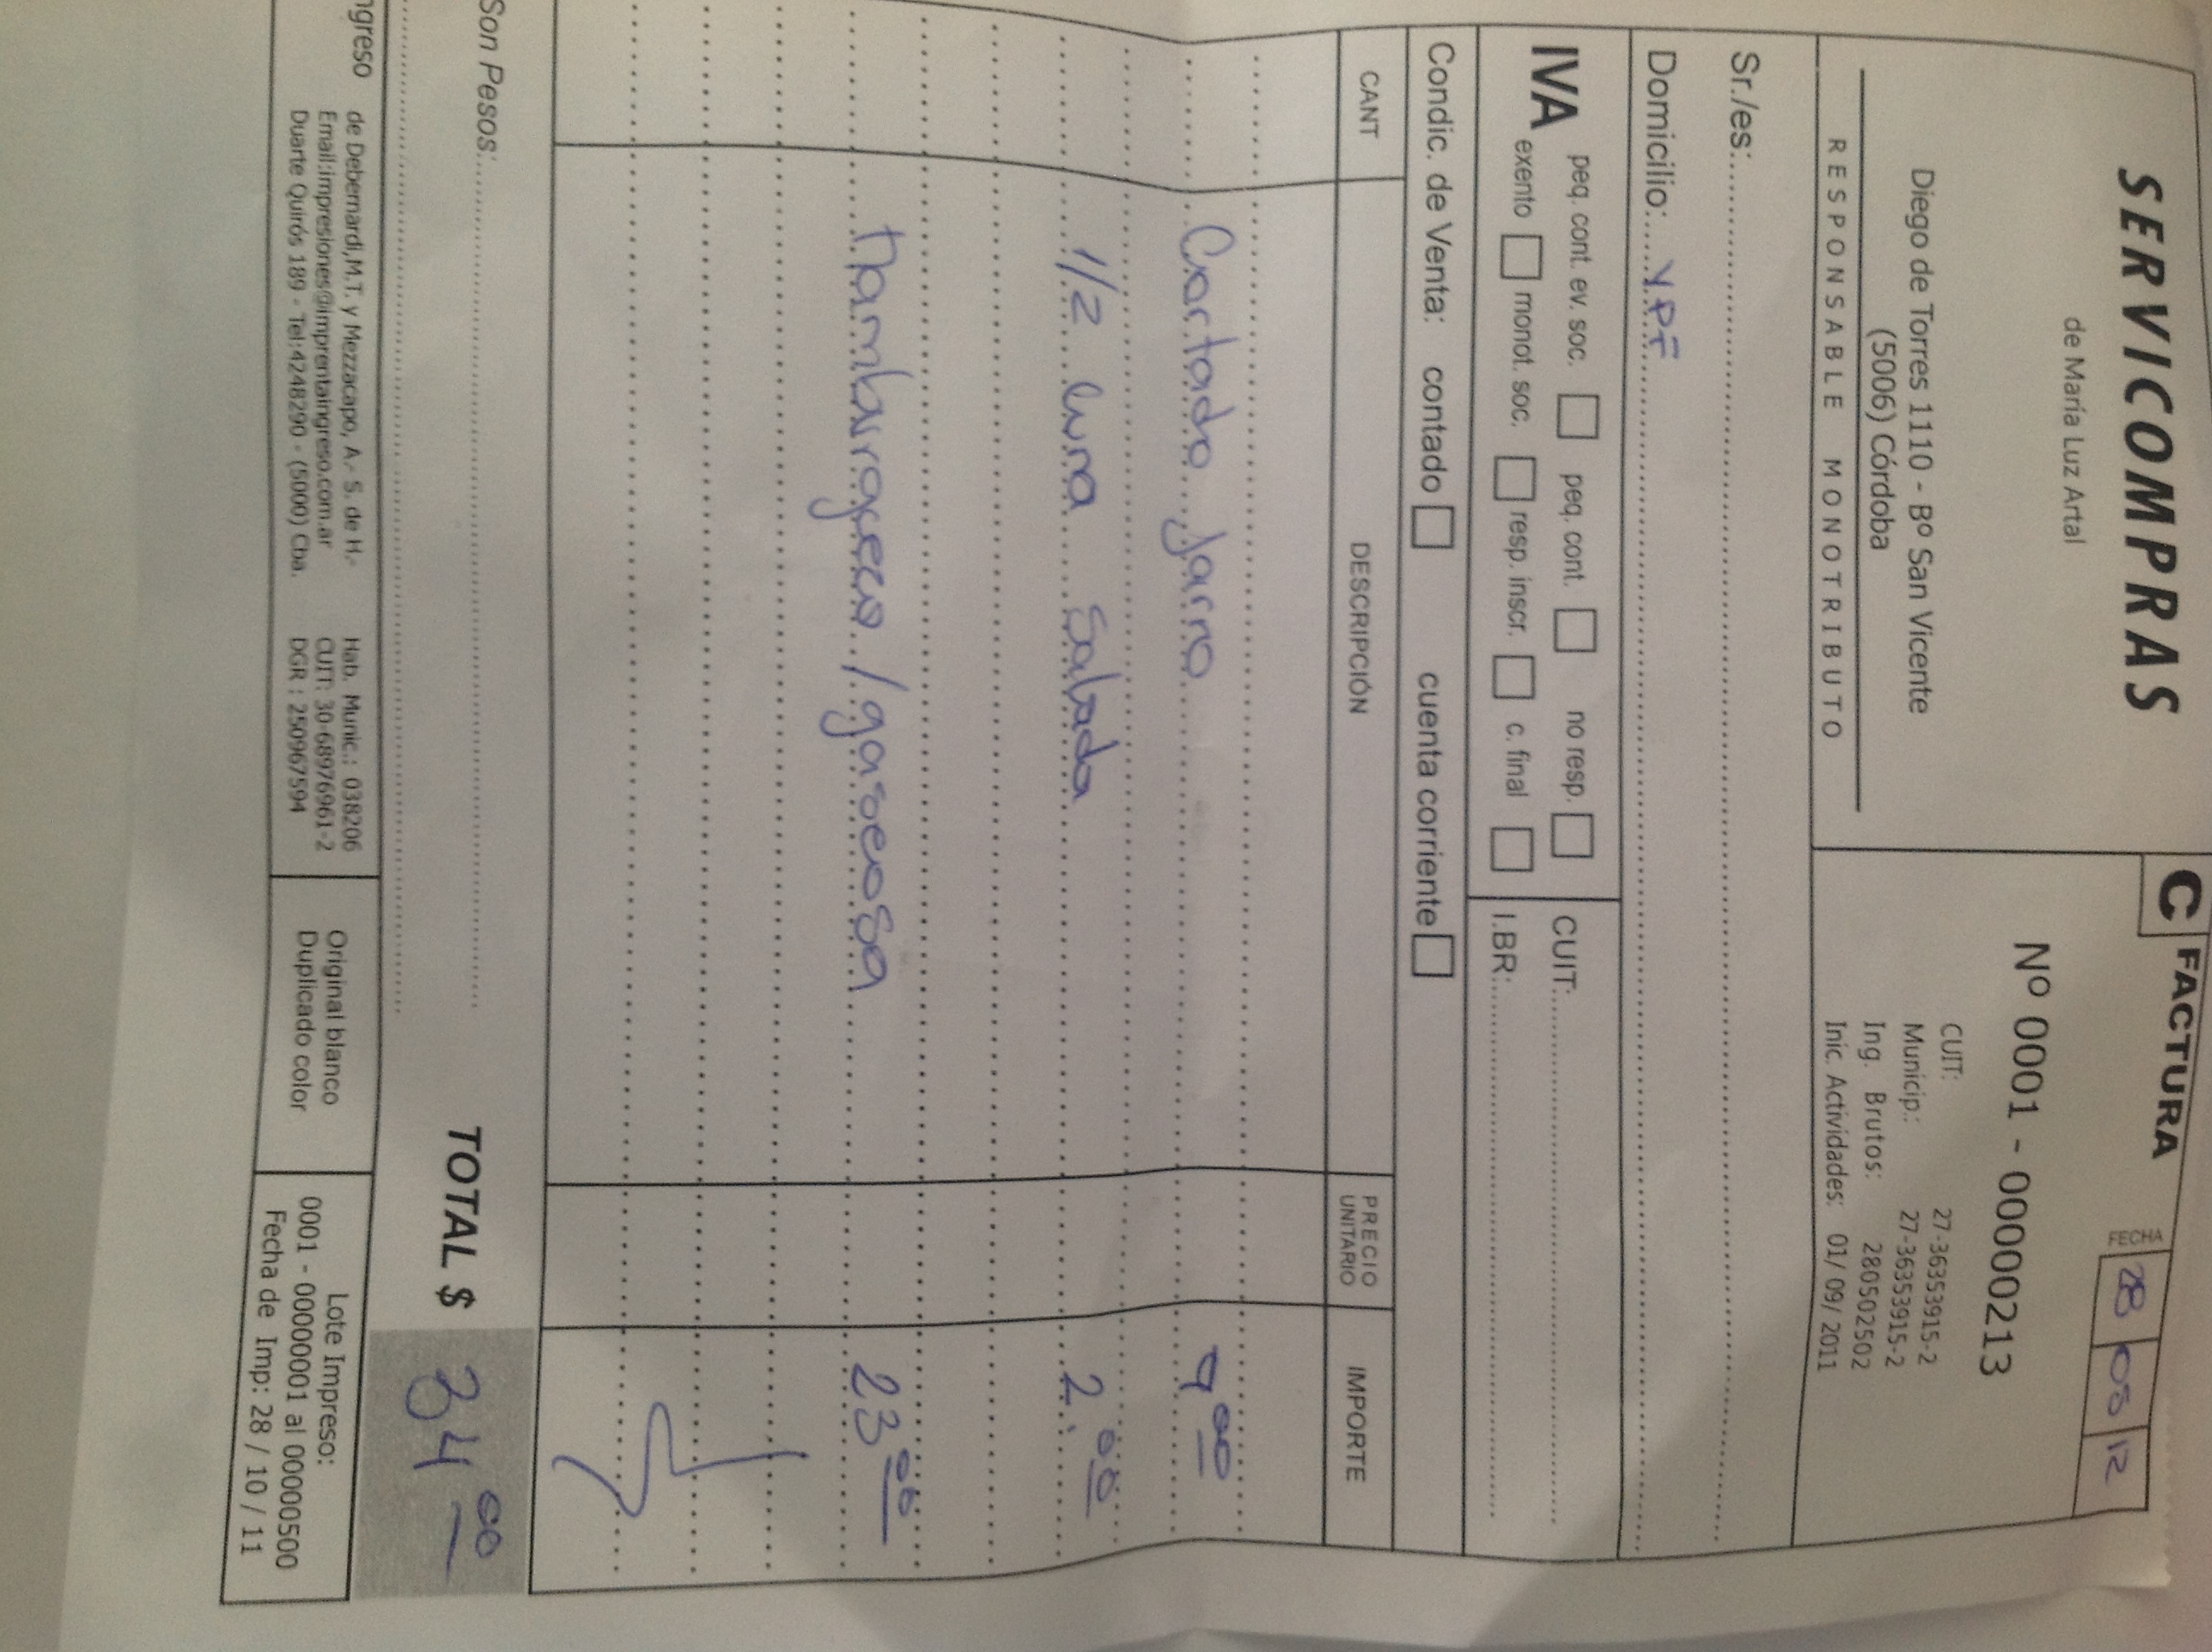 SERVICOMPRAS
de María Luz Artal
Diego de Torres 1110 - Bº San Vicente
(5006) Córdoba
RESPONSABLE MONOTRIBUTO
C FACTURA
FECHA 28 05 12
Nº 0001 - 00000213
CUIT: 27-36353915-2
Municip.: 27-36353915-2
Ing. Brutos: 280502502
Inic. Actividades: 01/ 09/ 2011
Sr./es:
Domicilio: YPF
IVA peq. cont. ev. soc. peq. cont. no resp.
exento monot. soc. resp. inscr. c. final
CUIT:
I.BR:
Condic. de Venta: contado cuenta corriente
CANT DESCRIPCIÓN PRECIO UNITARIO IMPORTE
Cortado jarro 9 00
1/2 luna salada 2.00
/gaseosa 23 00
Son Pesos:
TOTAL $ 34 00
ngreso de Debernardi,M.T. y Mezzacapo, A.- S. de H.-
Email:impresiones@imprentaingreso.com.ar
Duarte Quirós 189 - Tel:4248290 - (5000) Cba.
Hab. Munic.: 038206
CUIT: 30-68976961-2
DGR : 250967594
Original blanco
Duplicado color
Lote Impreso:
0001 - 00000001 al 00000500
Fecha de Imp: 28 / 10 / 11